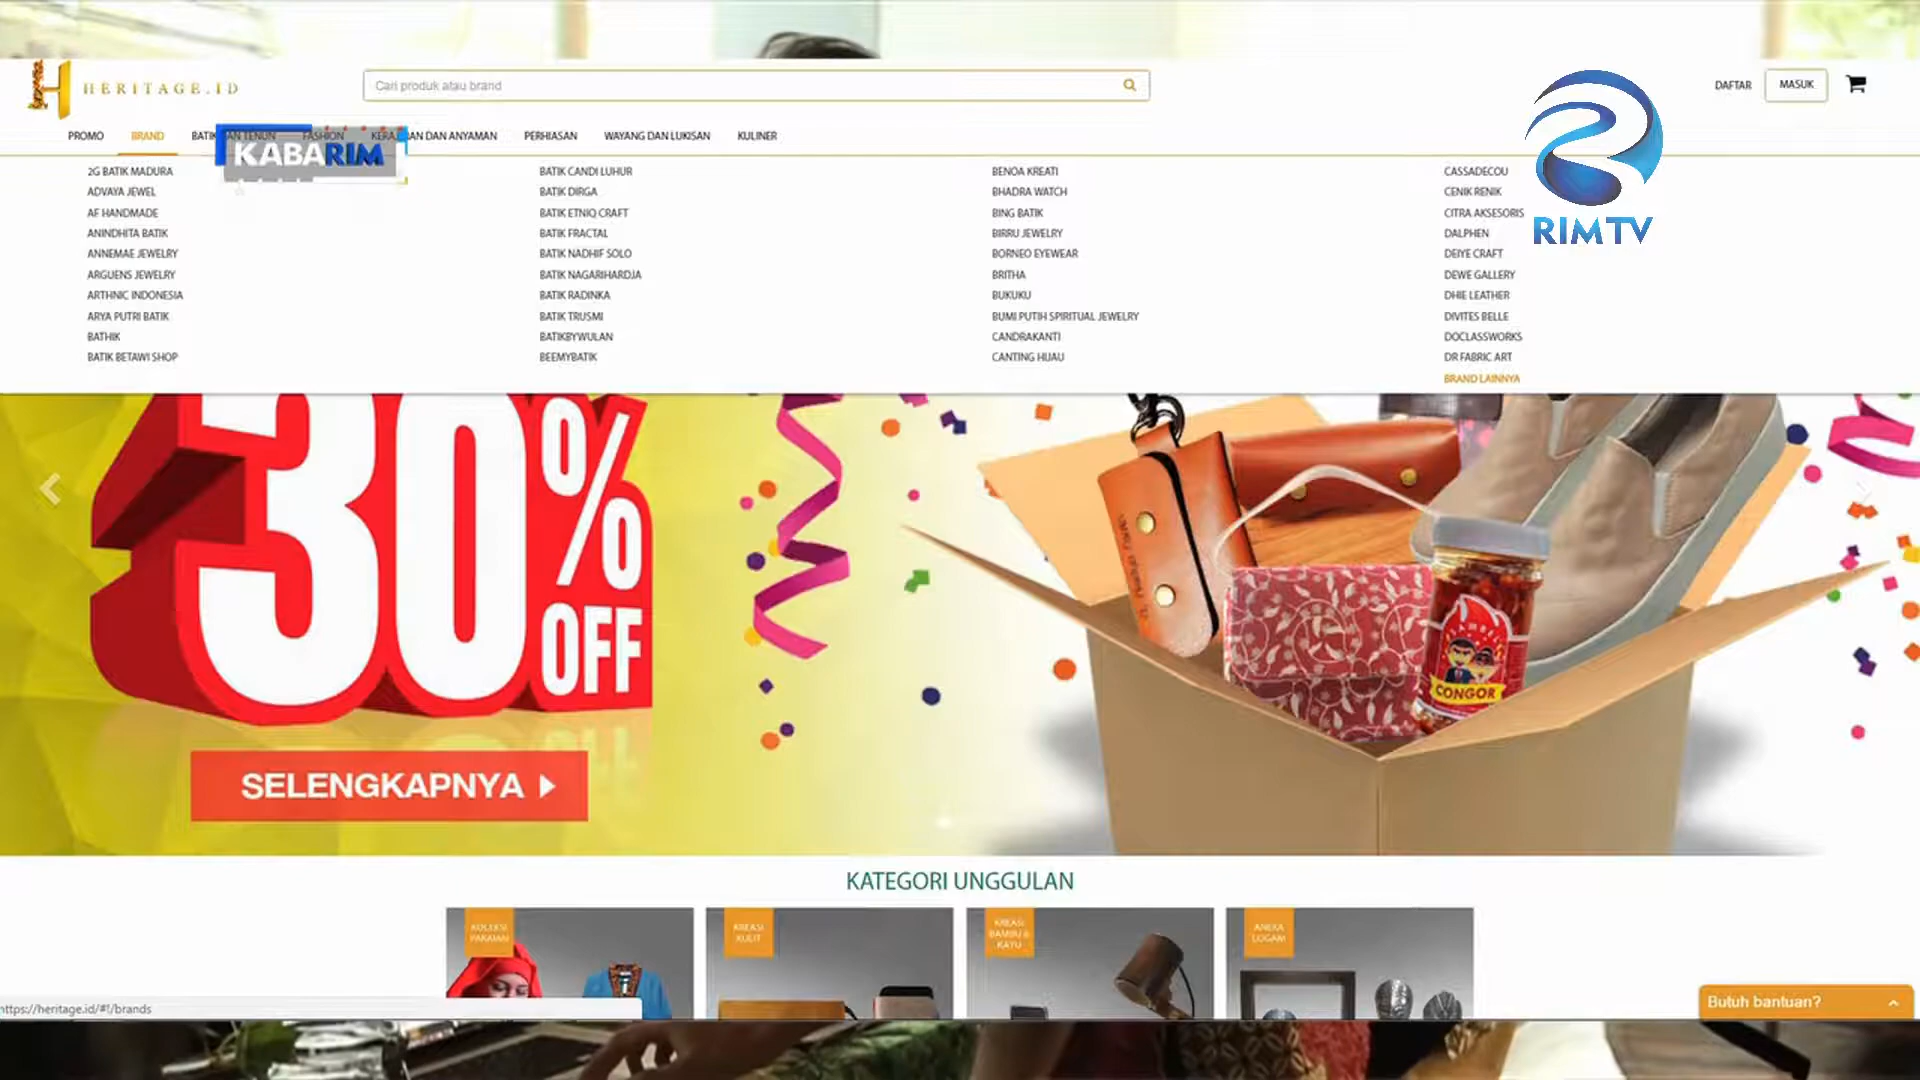 HERITAGE.ID
Cari produk atau brand
DAFTAR
MASUK
RIMTV
PROMO
BRAND
BATIK DAN TENUN
FASHION
KERAJINAN DAN ANYAMAN
PERHIASAN
WAYANG DAN LUKISAN
KULINER
KABARIM
2G BATIK MADURA
ADVAYA JEWEL
AF HANDMADE
ANINDHITA BATIK
ANNEMAE JEWELRY
ARGUENS JEWELRY
ARTHNIC INDONESIA
ARYA PUTRI BATIK
BATHIK
BATIK BETAWI SHOP
BATIK CANDI LUHUR
BATIK DIRGA
BATIK ETNIQ CRAFT
BATIK FRACTAL
BATIK NADHIF SOLO
BATIK NAGARIHARDJA
BATIK RADINKA
BATIK TRUSMI
BATIKBYWULAN
BEEMYBATIK
BENOA KREATI
BHADRA WATCH
BING BATIK
BIRRU JEWELRY
BORNEO EYEWEAR
BRITHA
BUKUKU
BUMI PUTIH SPIRITUAL JEWELRY
CANDRAKANTI
CANTING HIJAU
CASSADECOU
CENIK RENIK
CITRA AKSESORIS
DALPHEN
DEIYE CRAFT
DEWE GALLERY
DHIE LEATHER
DIVITES BELLE
DOCLASSWORKS
DR FABRIC ART
BRAND LAINNYA
30%
OFF
SELENGKAPNYA
CONGOR
KATEGORI UNGGULAN
KOLEKSI
PAKAIAN
KREASI
KULIT
KREASI
BAMBU &
KAYU
ANEKA
LOGAM
https://heritage.id/#!/brands
Butuh bantuan?